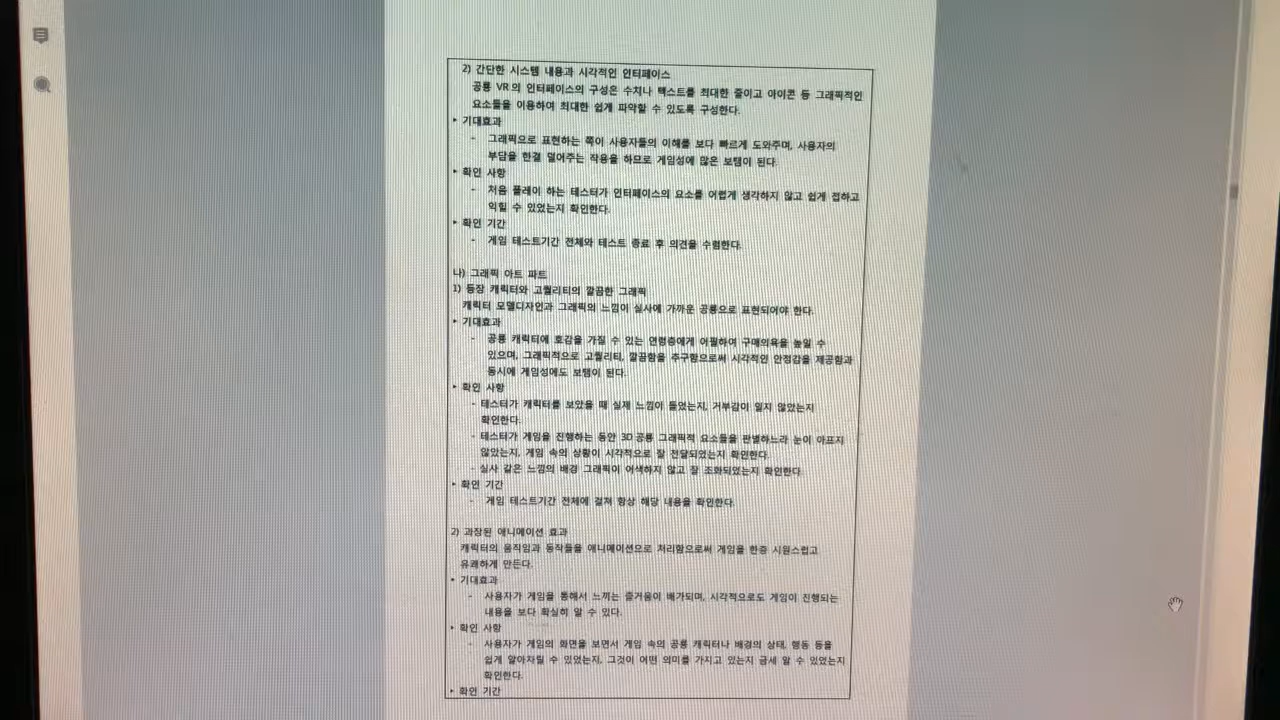 2) 간단한 시스템 내용과 시각적인 인터페이스
공룡 VR의 인터페이스의 구성은 수치나 텍스트를 최대한 줄이고 아이콘 등 그래픽적인
요소들을 이용하여 최대한 쉽게 파악할 수 있도록 구성한다.
• 기대효과
- 그래픽으로 표현하는 쪽이 사용자들의 이해를 보다 빠르게 도와주며, 사용자의
부담을 한결 덜어주는 작용을 하므로 게임성에 많은 보탬이 된다.
• 확인 사항
- 처음 플레이 하는 테스터가 인터페이스의 요소를 어렵게 생각하지 않고 쉽게 접하고
익힐 수 있었는지 확인한다.
• 확인 기간
- 게임 테스트기간 전체와 테스트 종료 후 의견을 수렴한다.
나) 그래픽 아트 파트
1) 등장 캐릭터와 고퀄리티의 깔끔한 그래픽
캐릭터 모델디자인과 그래픽의 느낌이 실사에 가까운 공룡으로 표현되어야 한다.
• 기대효과
- 공룡 캐릭터에 호감을 가질 수 있는 연령층에게 어필하여 구매의욕을 높일 수
있으며, 그래픽적으로 고퀄리티, 깔끔함을 추구함으로써 시각적인 안정감을 제공함과
동시에 게임성에도 보탬이 된다.
• 확인 사항
- 테스터가 캐릭터를 보았을 때 실제 느낌이 들었는지, 거부감이 일지 않았는지
확인한다.
- 테스터가 게임을 진행하는 동안 3D 공룡 그래픽적 요소들을 판별하느라 눈이 아프지
않았는지, 게임 속의 상황이 시각적으로 잘 전달되었는지 확인한다.
- 실사 같은 느낌의 배경 그래픽이 어색하지 않고 잘 조화되었는지 확인한다.
• 확인 기간
- 게임 테스트기간 전체에 걸쳐 항상 해당 내용을 확인한다.
2) 과장된 애니메이션 효과
캐릭터의 움직임과 동작들을 애니메이션으로 처리함으로써 게임을 한층 시원스럽고
유쾌하게 만든다.
• 기대효과
- 사용자가 게임을 통해서 느끼는 즐거움이 배가되며, 시각적으로도 게임이 진행되는
내용을 보다 확실히 알 수 있다.
• 확인 사항
- 사용자가 게임의 화면을 보면서 게임 속의 공룡 캐릭터나 배경의 상태, 행동 등을
쉽게 알아차릴 수 있었는지, 그것이 어떤 의미를 가지고 있는지 금세 알 수 있었는지
확인한다.
• 확인 기간